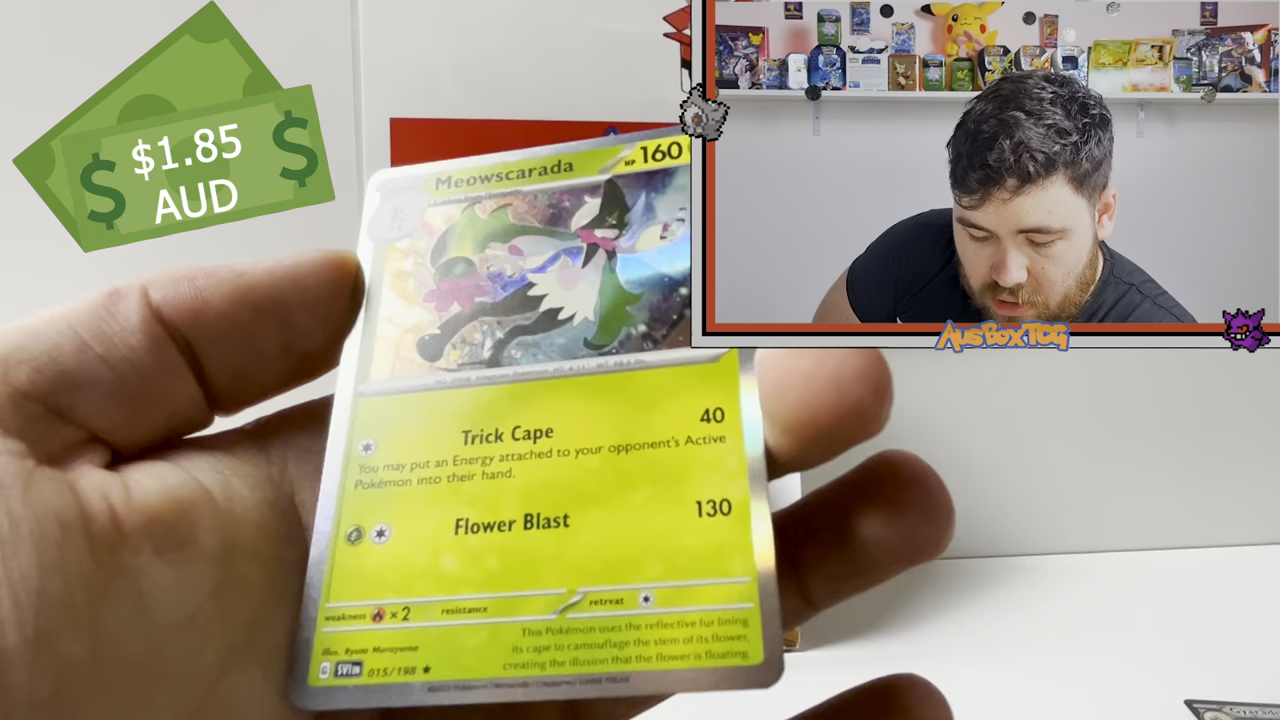 $1.85
AUD
$
$
Meowscarada
HP 160
Trick Cape
40
You may put an Energy attached to your opponent's Active
Pokémon into their hand.
Flower Blast
130
weakness ×2
resistance
retreat
Illus. Ryuta Murayama
This Pokémon uses the reflective fur lining
its cape to camouflage the stem of its flower,
creating the illusion that the flower is floating.
G SVI EN 015/198 ★
AusBoxTCG